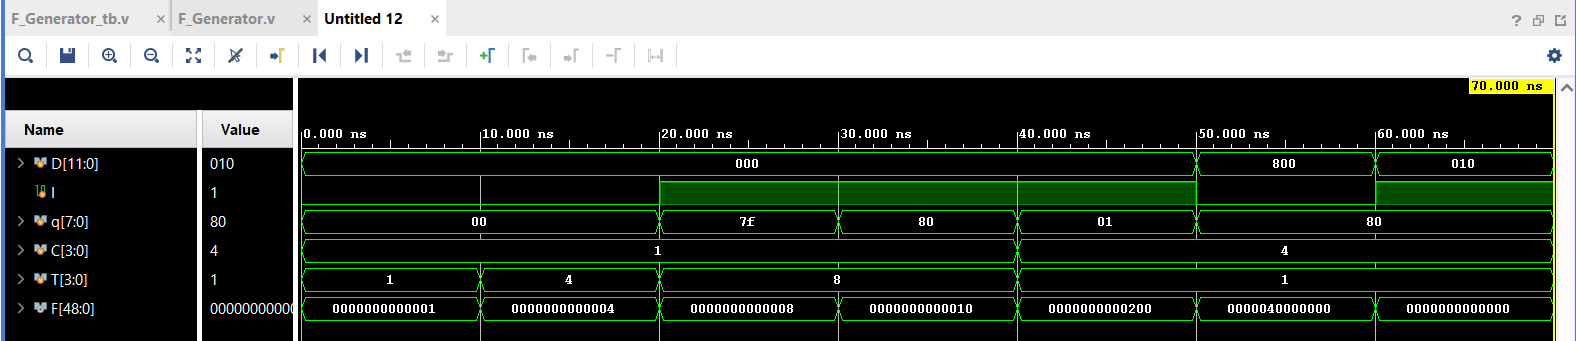 F_Generator_tb.v × F_Generator.v × Untitled 12 ×
?
70.000 ns
Name Value
0.000 ns 10.000 ns 20.000 ns 30.000 ns 40.000 ns 50.000 ns 60.000 ns
D[11:0] 010 000 800 010
I 1
q[7:0] 80 00 7f 80 01 80
C[3:0] 4 1 4
T[3:0] 1 1 4 8 1
F[48:0] 00000000000 0000000000001 0000000000004 0000000000008 0000000000010 0000000000200 0000040000000 0000000000000